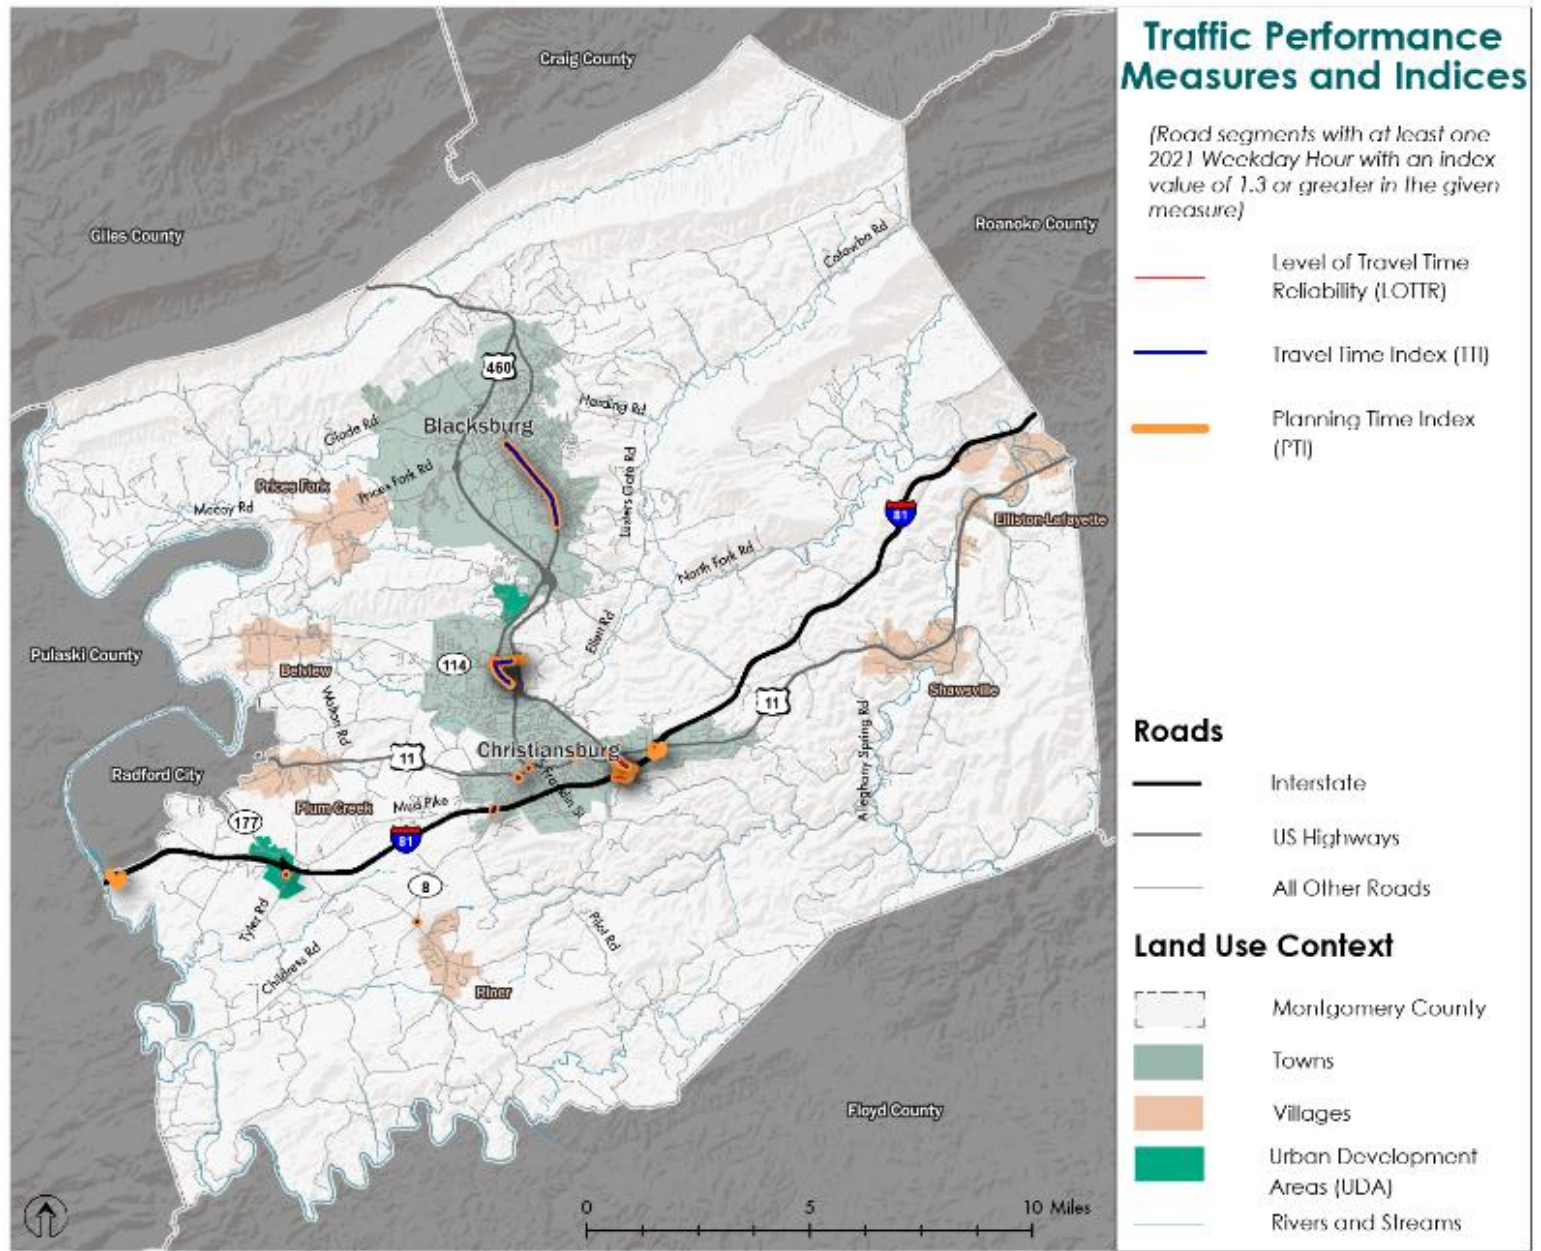 Traffic Performance
Measures and Indices
(Road segments with at least one
2021 Weekday Hour with an index
value of 1.3 or greater in the given
measure)
Level of Travel Time
Reliability (LOTTR)
Travel Time Index (TTI)
Planning Time Index
(PTI)
Roads
Interstate
US Highways
All Other Roads
Land Use Context
Montgomery County
Towns
Villages
Urban Development
Areas (UDA)
Rivers and Streams
Craig County
Giles County
Roanoke County
Catawba Rd
460
Blacksburg
Harding Rd
Glade Rd
Prices Fork Rd
Prices Fork
Mccoy Rd
Lusters Gate Rd
81
Elliston-Lafayette
North Fork Rd
Ellett Rd
Pulaski County
114
Belview
Walton Rd
Shawsville
11
Alleghany Spring Rd
Christiansburg
11
S Franklin St
Radford City
Plum Creek
Mud Pike
177
81
8
Tyler Rd
Childress Rd
Pilot Rd
Riner
Floyd County
0 5 10 Miles